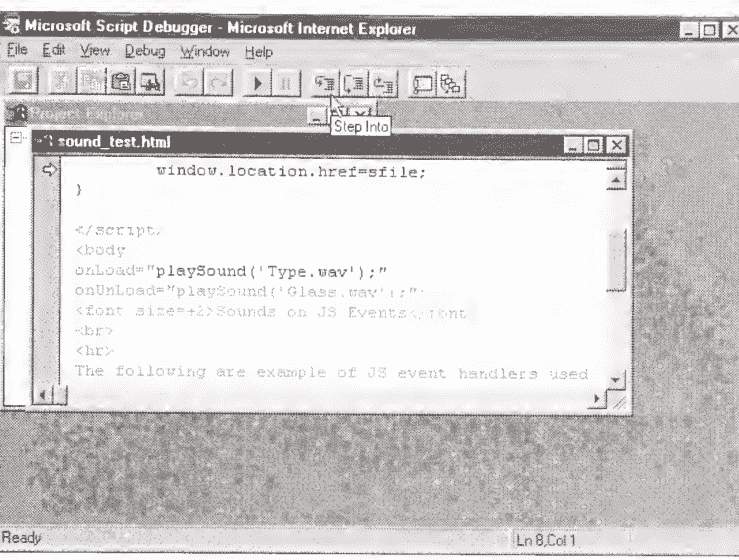 Microsoft Script Debugger - Microsoft Internet Explorer
File Edit View Debug Window Help
Project Explorer
Step Into
sound_test.html
window.location.href=sfile;
}
</script>
<body
onLoad="playSound('Type.wav');"
onUnLoad="playSound('Glass.wav');"
<font size=+2>Sounds on JS Events</font
<br>
<hr>
The following are example of JS event handlers used
Ready
Ln 8,Col 1